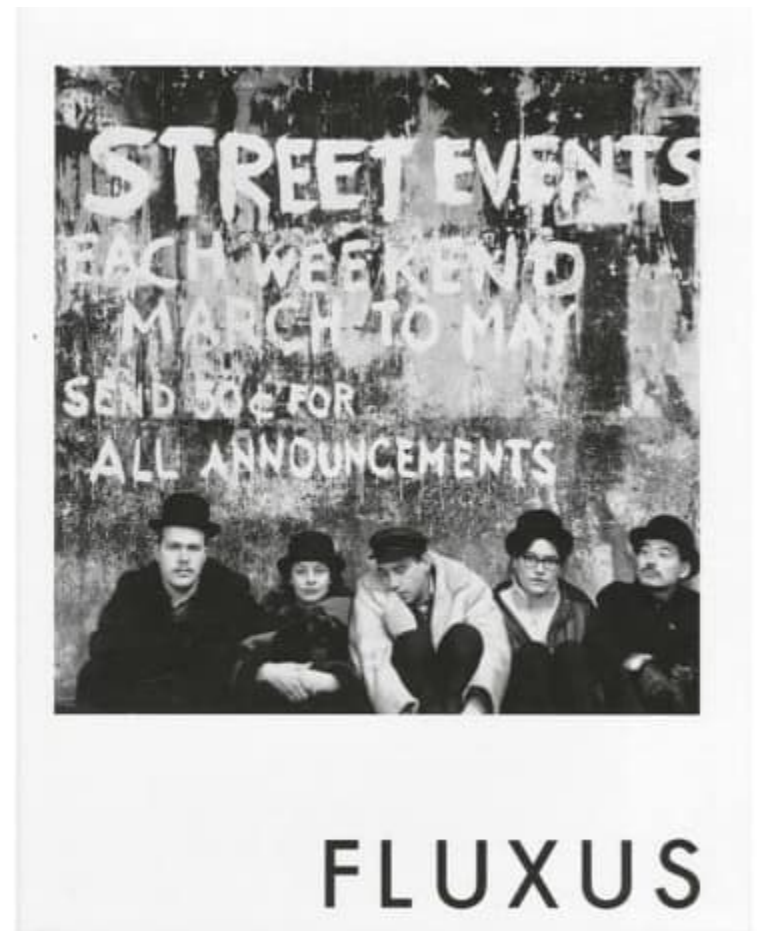 STREET EVENTS
EACH WEEKEND
MARCH TO MAY
SEND 50¢ FOR
ALL ANNOUNCEMENTS
FLUXUS